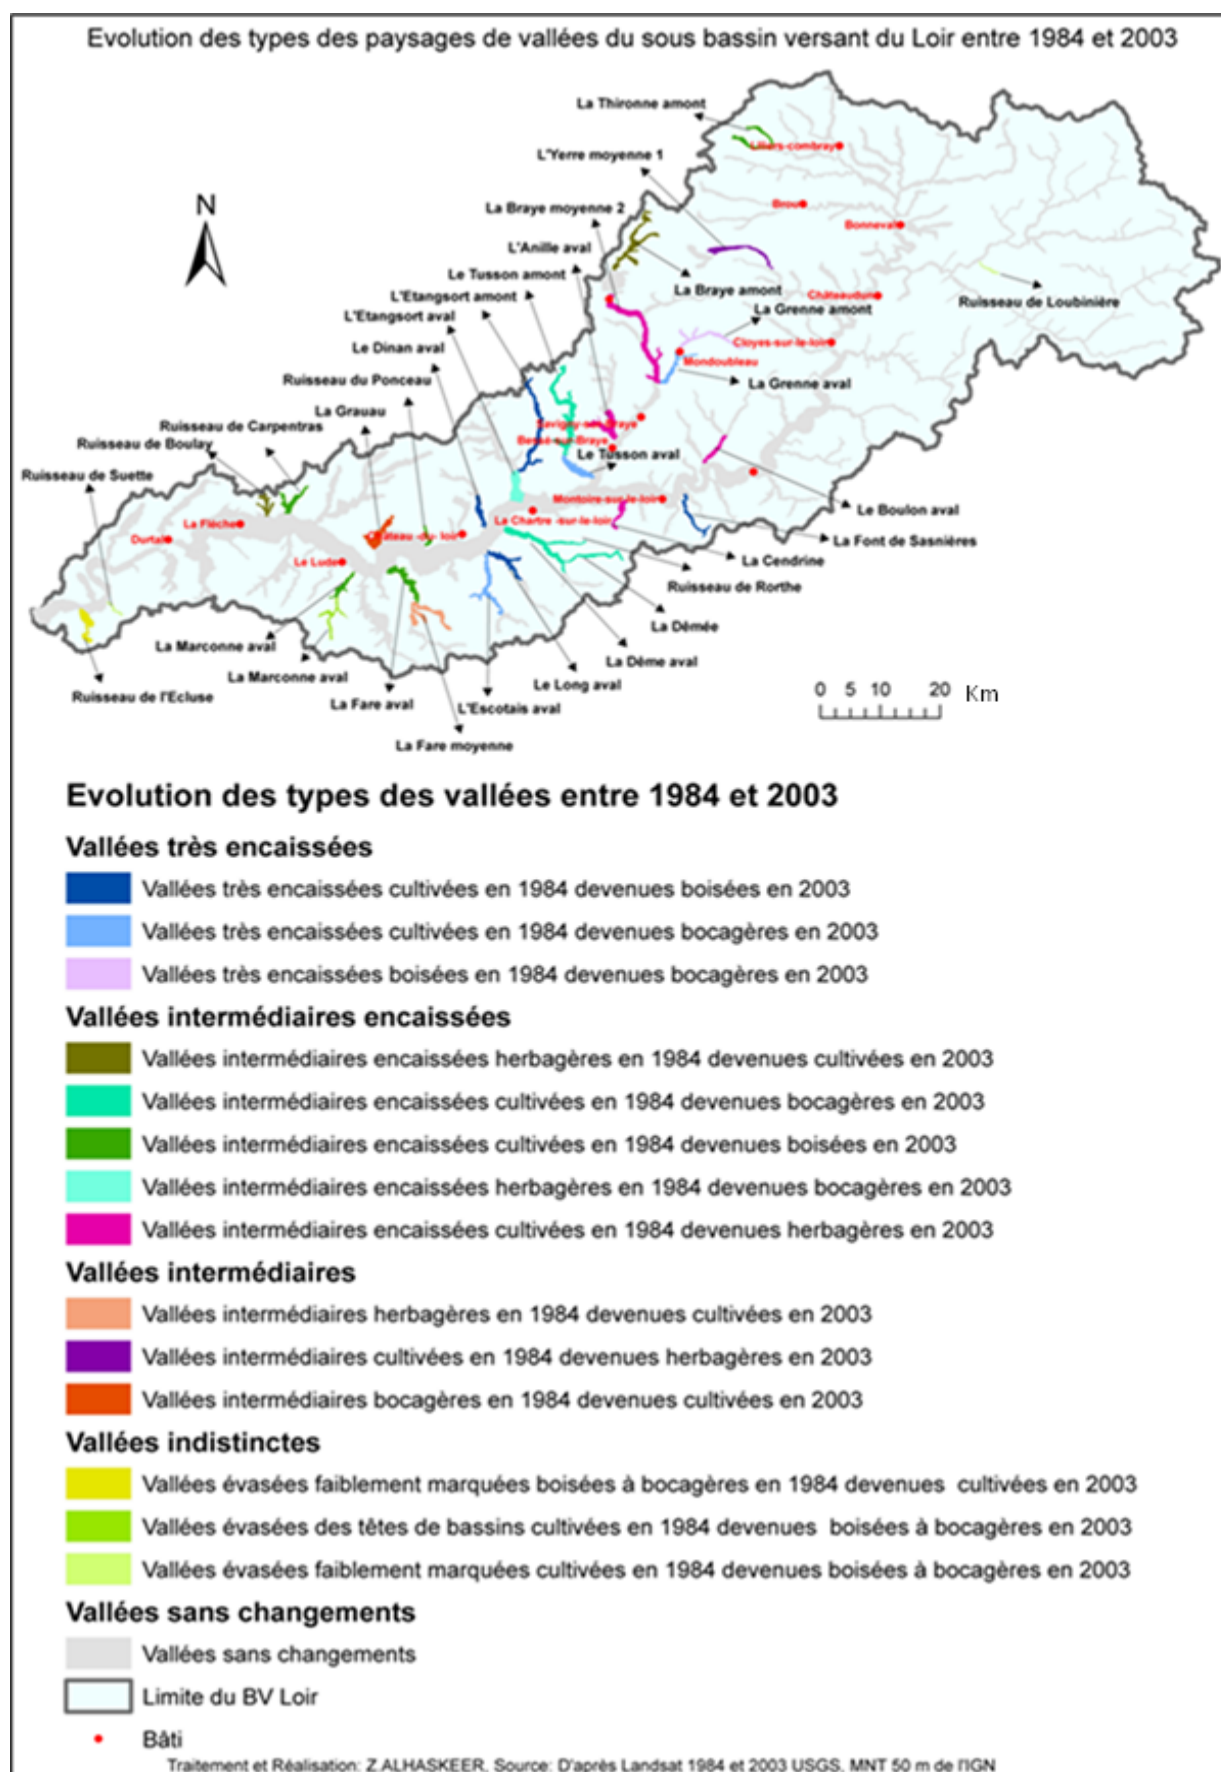 Evolution des types des paysages de vallées du sous bassin versant du Loir entre 1984 et 2003
La Thironne amont
Illiers-combray
L'Yerre moyenne 1
N
La Braye moyenne 2
Brou
Bonneval
L'Anille aval
Le Tusson amont
La Braye amont
L'Etangsort amont
Châteaudun
Ruisseau de Loubinière
La Grenne amont
L'Etangsort aval
Cloyes-sur-le-loir
Le Dinan aval
Mondoubleau
Ruisseau du Ponceau
La Grenne aval
La Grauau
Ruisseau de Carpentras
Savigny-sur-Braye
Ruisseau de Boulay
Bessé-sur-Braye
Le Tusson aval
Ruisseau de Suette
Montoire-sur-le-loir
Le Boulon aval
La Flèche
La Chartre -sur-le-loir
Durtal
Château -du- loir
La Font de Sasnières
Le Lude
La Cendrine
Ruisseau de Rorthe
La Démée
La Marconne aval
La Dême aval
La Marconne aval
Le Long aval
Ruisseau de l'Ecluse
La Fare aval
L'Escotais aval
La Fare moyenne
0 5 10 20 Km
Evolution des types des vallées entre 1984 et 2003
Vallées très encaissées
Vallées très encaissées cultivées en 1984 devenues boisées en 2003
Vallées très encaissées cultivées en 1984 devenues bocagères en 2003
Vallées très encaissées boisées en 1984 devenues bocagères en 2003
Vallées intermédiaires encaissées
Vallées intermédiaires encaissées herbagères en 1984 devenues cultivées en 2003
Vallées intermédiaires encaissées cultivées en 1984 devenues bocagères en 2003
Vallées intermédiaires encaissées cultivées en 1984 devenues boisées en 2003
Vallées intermédiaires encaissées herbagères en 1984 devenues bocagères en 2003
Vallées intermédiaires encaissées cultivées en 1984 devenues herbagères en 2003
Vallées intermédiaires
Vallées intermédiaires herbagères en 1984 devenues cultivées en 2003
Vallées intermédiaires cultivées en 1984 devenues herbagères en 2003
Vallées intermédiaires bocagères en 1984 devenues cultivées en 2003
Vallées indistinctes
Vallées évasées faiblement marquées boisées à bocagères en 1984 devenues cultivées en 2003
Vallées évasées des têtes de bassins cultivées en 1984 devenues boisées à bocagères en 2003
Vallées évasées faiblement marquées cultivées en 1984 devenues boisées à bocagères en 2003
Vallées sans changements
Vallées sans changements
Limite du BV Loir
Bâti
Traitement et Réalisation: Z.ALHASKEER, Source: D'après Landsat 1984 et 2003 USGS, MNT 50 m de l'IGN